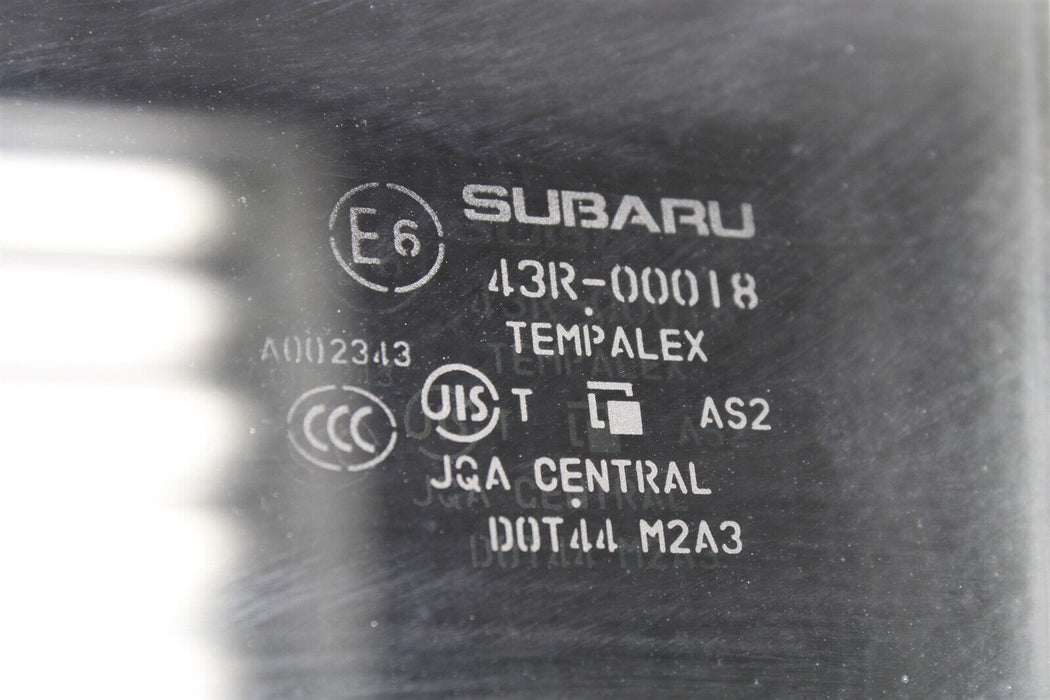 SUBARU
E6
43R-00018
TEMPALEX
A002343
CCC
JIS T AS2
JQA CENTRAL
DOT44 M2A3